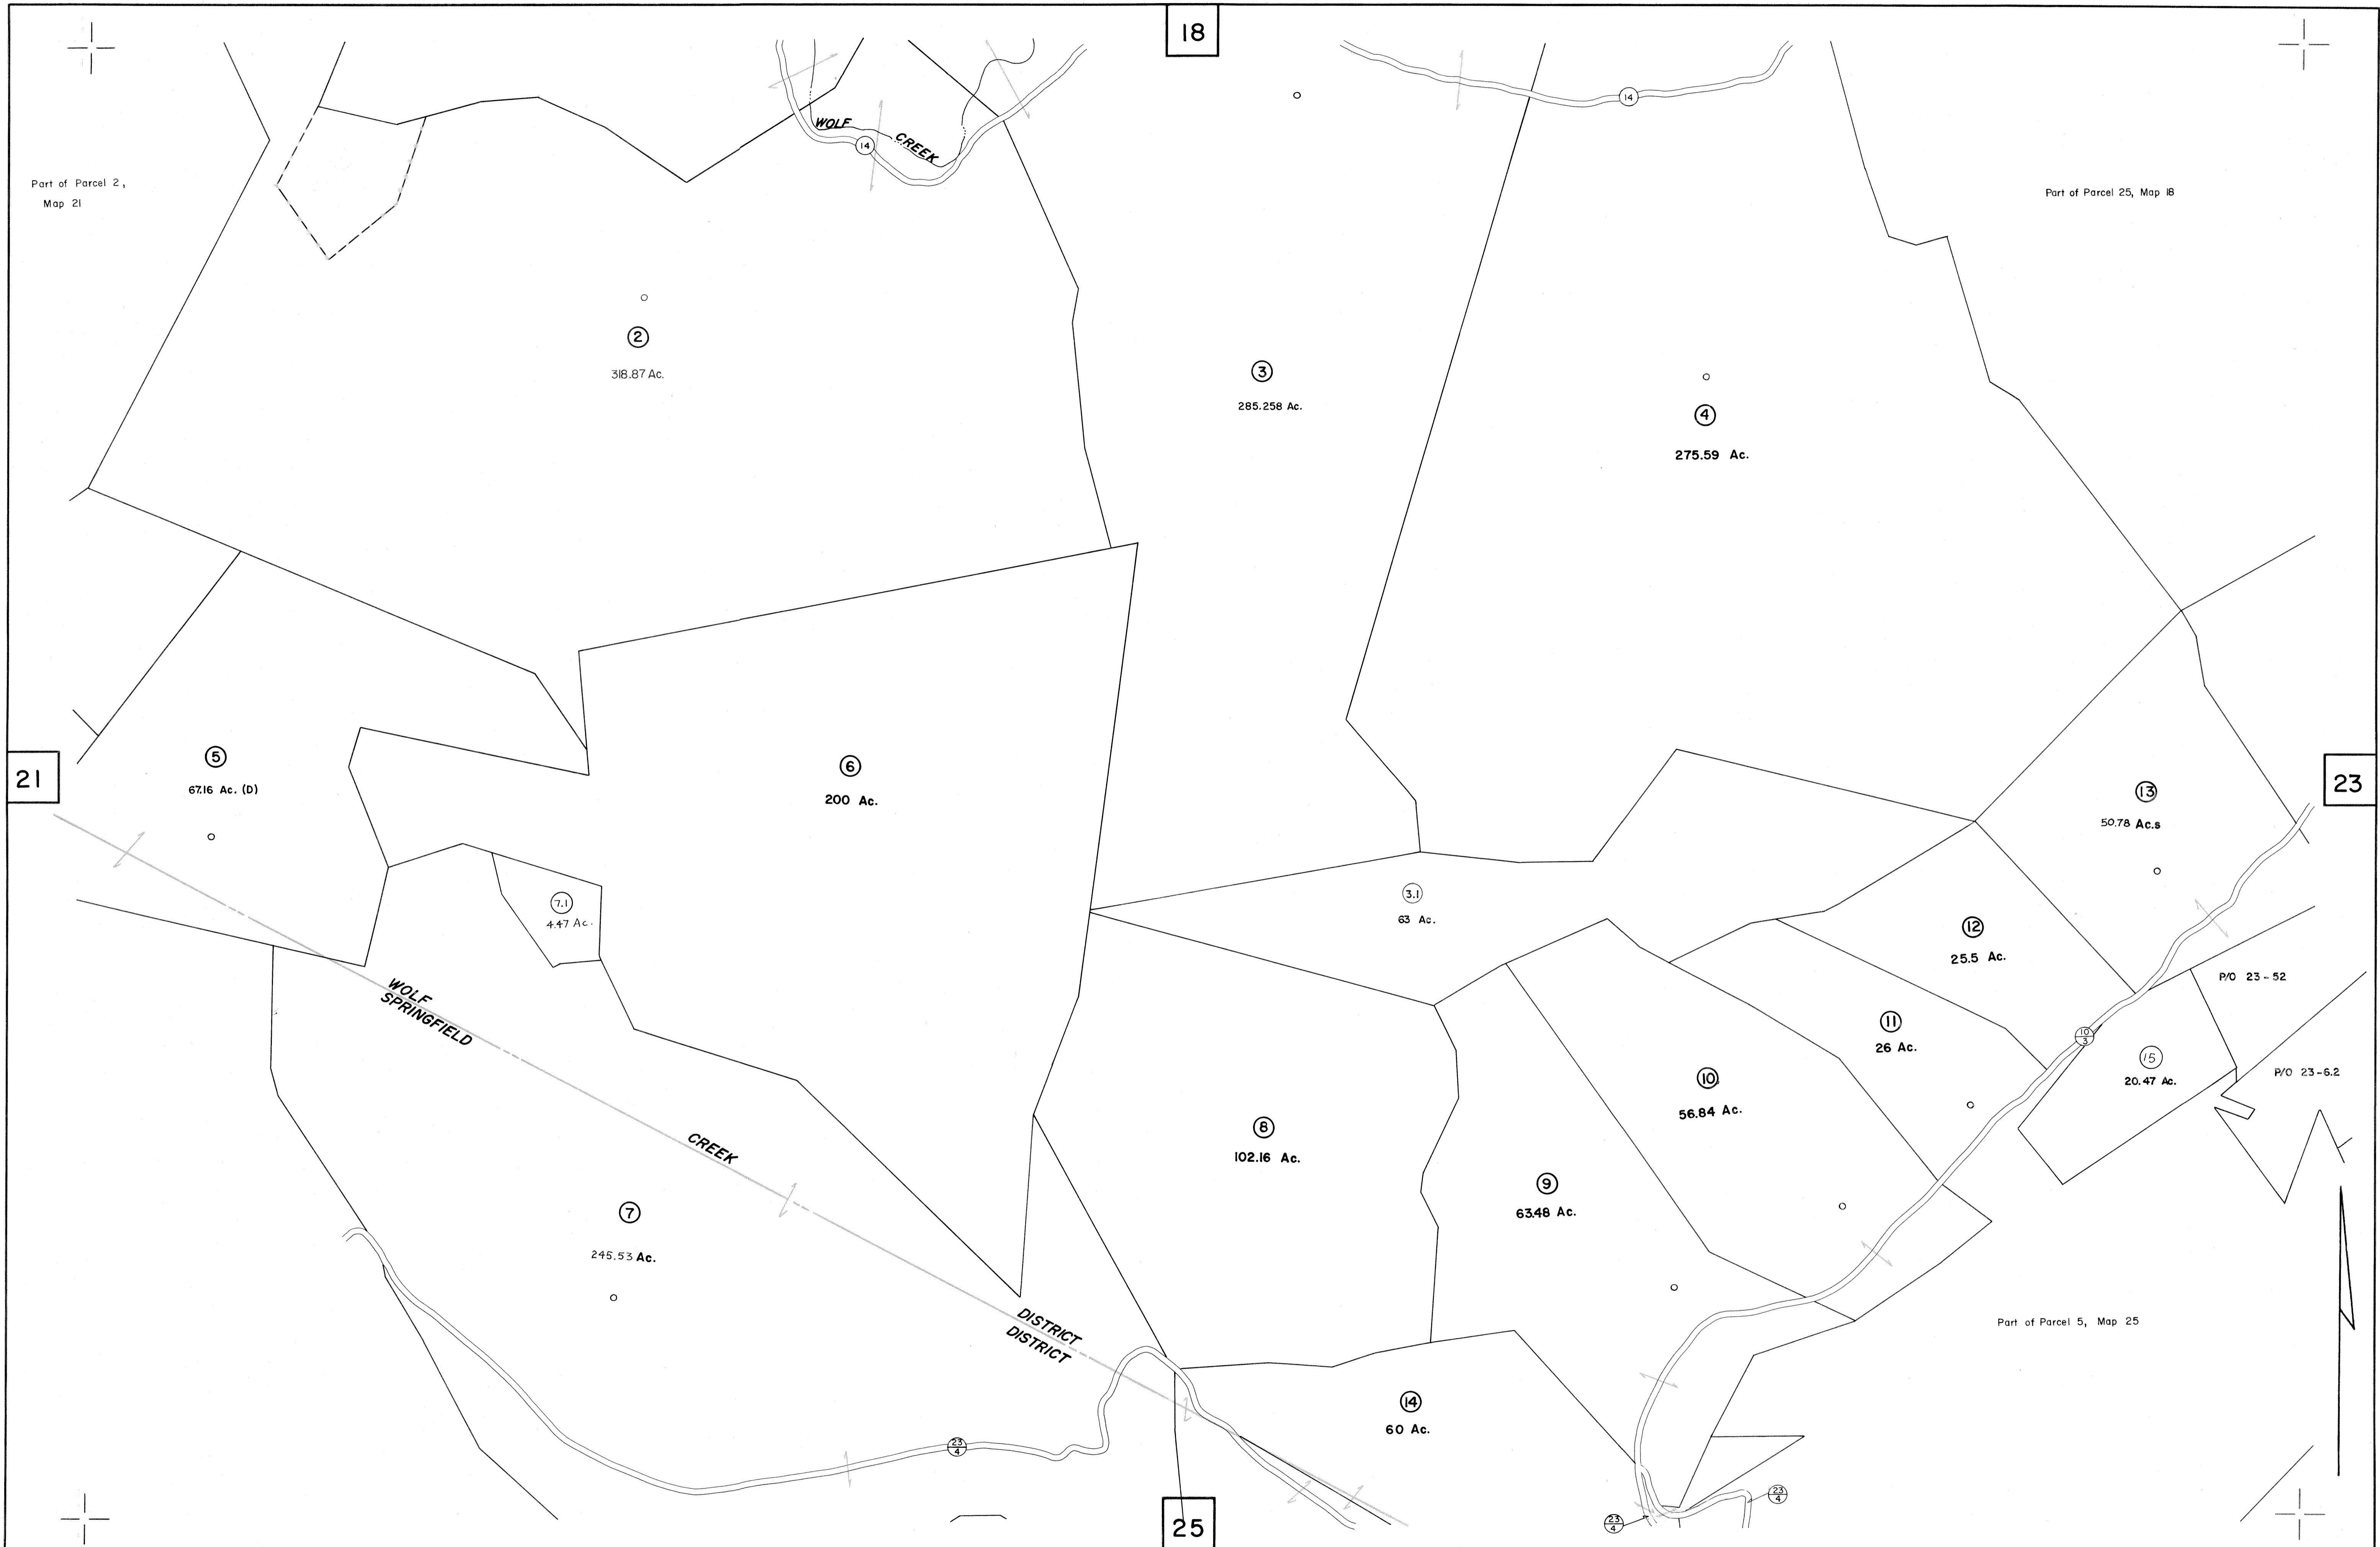 18
14
WOLF
CREEK
14
Part of Parcel 2,
Map 21
Part of Parcel 25, Map 18
2
318.87 Ac.
3
285.258 Ac.
4
275.59 Ac.
21
5
67.16 Ac. (D)
6
200 Ac.
13
50.78 Ac.s
23
7.1
4.47 Ac.
3.1
63 Ac.
12
25.5 Ac.
P/O 23-52
WOLF
SPRINGFIELD
11
26 Ac.
10
3
15
20.47 Ac.
P/O 23-6.2
10
56.84 Ac.
8
102.16 Ac.
CREEK
9
63.48 Ac.
7
245.53 Ac.
DISTRICT
DISTRICT
Part of Parcel 5, Map 25
14
60 Ac.
23
4
23
4
23
4
25